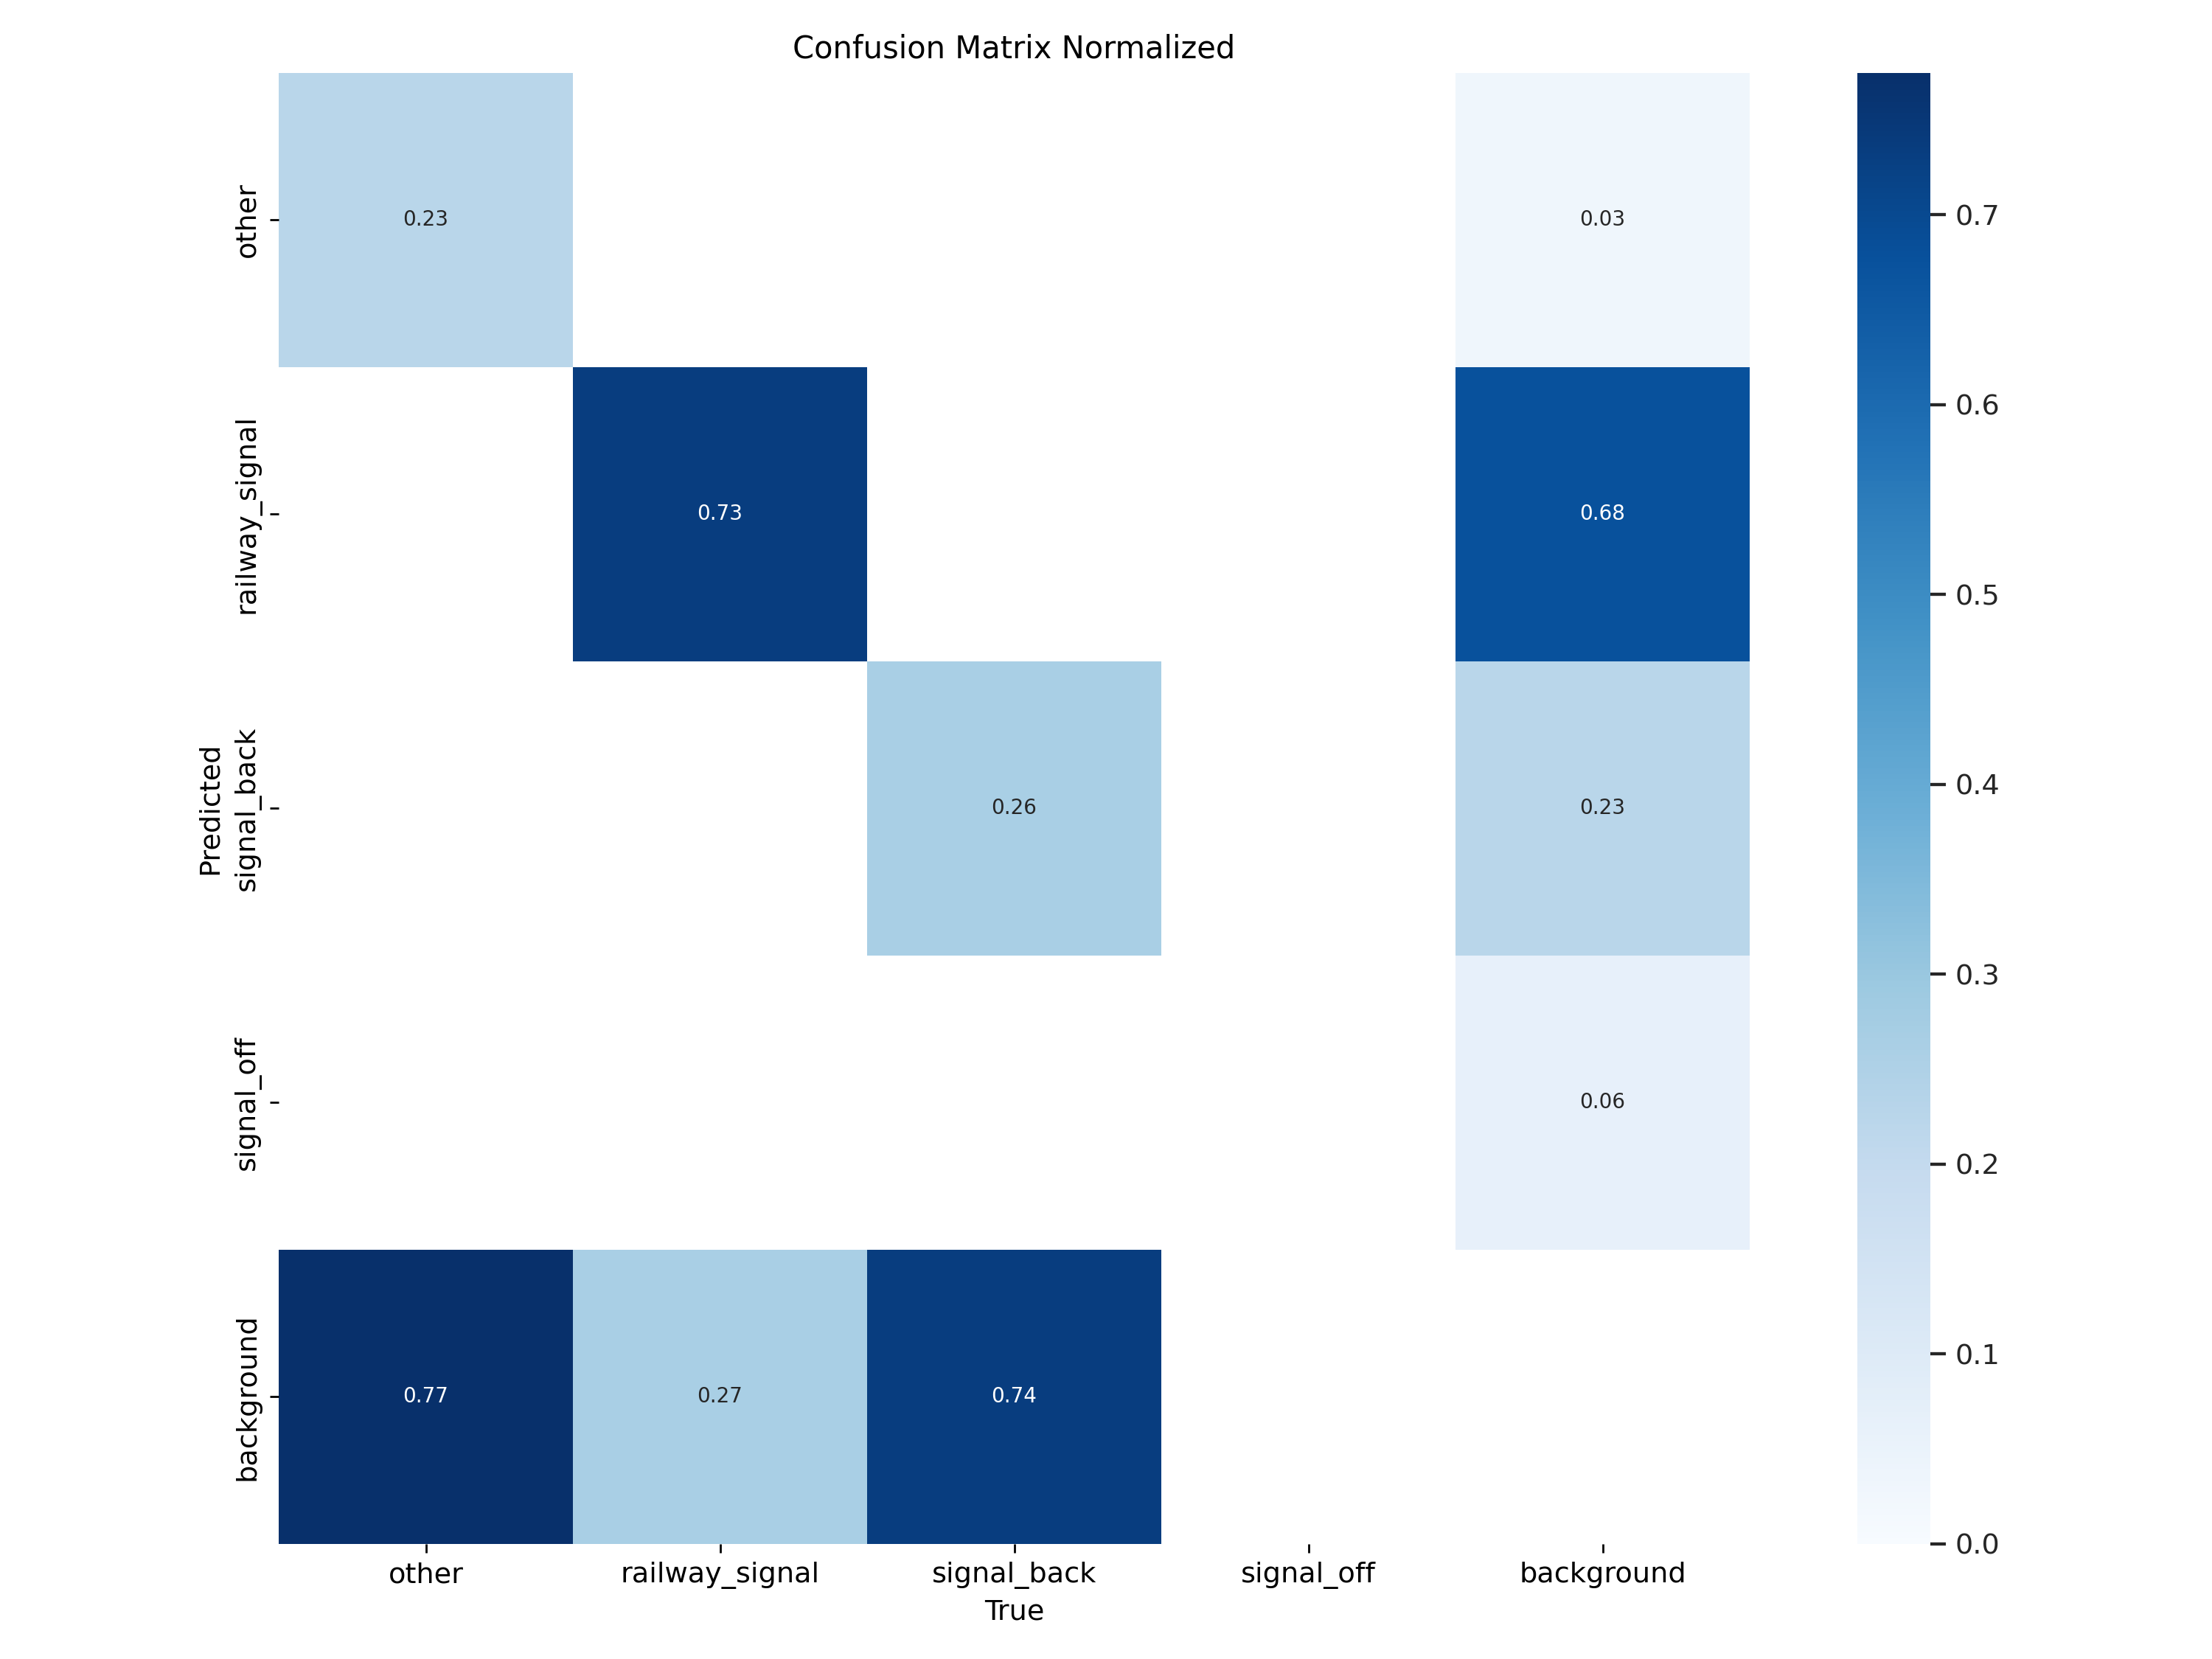 Confusion Matrix Normalized
other
0.23
0.03
railway_signal
0.73
0.68
Predicted
signal_back
0.26
0.23
signal_off
0.06
background
0.77
0.27
0.74
other
railway_signal
signal_back
signal_off
background
True
0.7
0.6
0.5
0.4
0.3
0.2
0.1
0.0